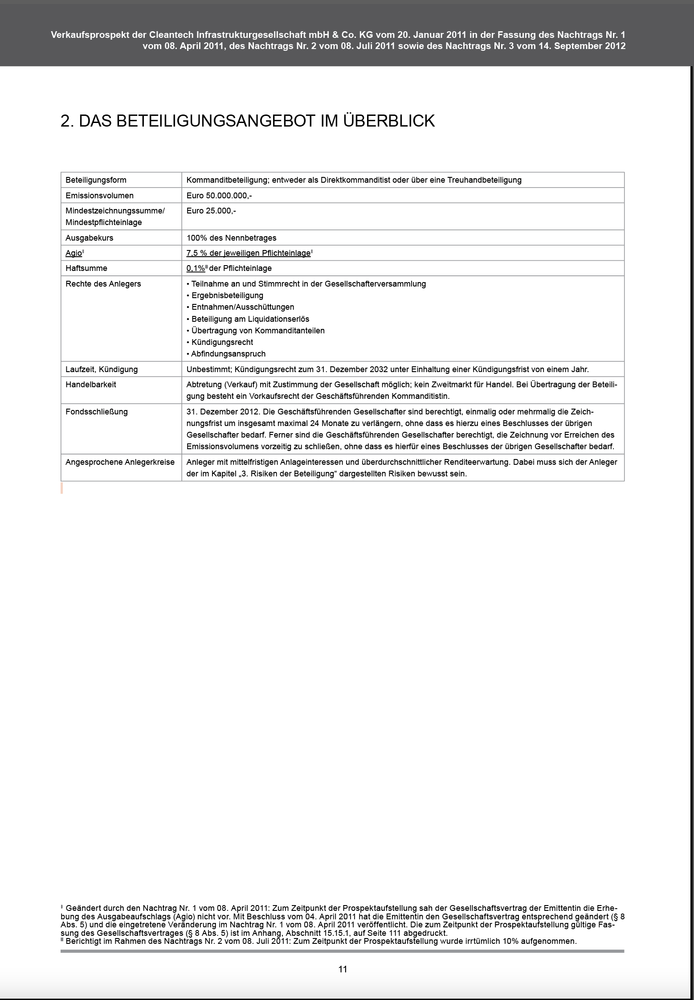 Verkaufsprospekt der Cleantech Infrastrukturgesellschaft mbH & Co. KG vom 20. Januar 2011 in der Fassung des Nachtrags Nr. 1
vom 08. April 2011, des Nachtrags Nr. 2 vom 08. Juli 2011 sowie des Nachtrags Nr. 3 vom 14. September 2012
2. DAS BETEILIGUNGSANGEBOT IM ÜBERBLICK
Beteiligungsform
Kommanditbeteiligung; entweder als Direktkommanditist oder über eine Treuhandbeteiligung
Emissionsvolumen
Euro 50.000.000,-
Mindestzeichnungssumme/
Mindestpflichteinlage
Euro 25.000,-
Ausgabekurs
100% des Nennbetrages
Agio I
7,5 % der jeweiligen Pflichteinlage I
Haftsumme
0,1% II der Pflichteinlage
Rechte des Anlegers
• Teilnahme an und Stimmrecht in der Gesellschafterversammlung
• Ergebnisbeteiligung
• Entnahmen/Ausschüttungen
• Beteiligung am Liquidationserlös
• Übertragung von Kommanditanteilen
• Kündigungsrecht
• Abfindungsanspruch
Laufzeit, Kündigung
Unbestimmt; Kündigungsrecht zum 31. Dezember 2032 unter Einhaltung einer Kündigungsfrist von einem Jahr.
Handelbarkeit
Abtretung (Verkauf) mit Zustimmung der Gesellschaft möglich; kein Zweitmarkt für Handel. Bei Übertragung der Beteili-
gung besteht ein Vorkaufsrecht der Geschäftsführenden Kommanditistin.
Fondsschließung
31. Dezember 2012. Die Geschäftsführenden Gesellschafter sind berechtigt, einmalig oder mehrmalig die Zeich-
nungsfrist um insgesamt maximal 24 Monate zu verlängern, ohne dass es hierzu eines Beschlusses der übrigen
Gesellschafter bedarf. Ferner sind die Geschäftsführenden Gesellschafter berechtigt, die Zeichnung vor Erreichen des
Emissionsvolumens vorzeitig zu schließen, ohne dass es hierfür eines Beschlusses der übrigen Gesellschafter bedarf.
Angesprochene Anlegerkreise
Anleger mit mittelfristigen Anlageinteressen und überdurchschnittlicher Renditeerwartung. Dabei muss sich der Anleger
der im Kapitel „3. Risiken der Beteiligung“ dargestellten Risiken bewusst sein.
I Geändert durch den Nachtrag Nr. 1 vom 08. April 2011: Zum Zeitpunkt der Prospektaufstellung sah der Gesellschaftsvertrag der Emittentin die Erhe-
bung des Ausgabeaufschlags (Agio) nicht vor. Mit Beschluss vom 04. April 2011 hat die Emittentin den Gesellschaftsvertrag entsprechend geändert (§ 8
Abs. 5) und die eingetretene Veränderung im Nachtrag Nr. 1 vom 08. April 2011 veröffentlicht. Die zum Zeitpunkt der Prospektaufstellung gültige Fas-
sung des Gesellschaftsvertrages (§ 8 Abs. 5) ist im Anhang, Abschnitt 15.15.1, auf Seite 111 abgedruckt.
II Berichtigt im Rahmen des Nachtrags Nr. 2 vom 08. Juli 2011: Zum Zeitpunkt der Prospektaufstellung wurde irrtümlich 10% aufgenommen.
11